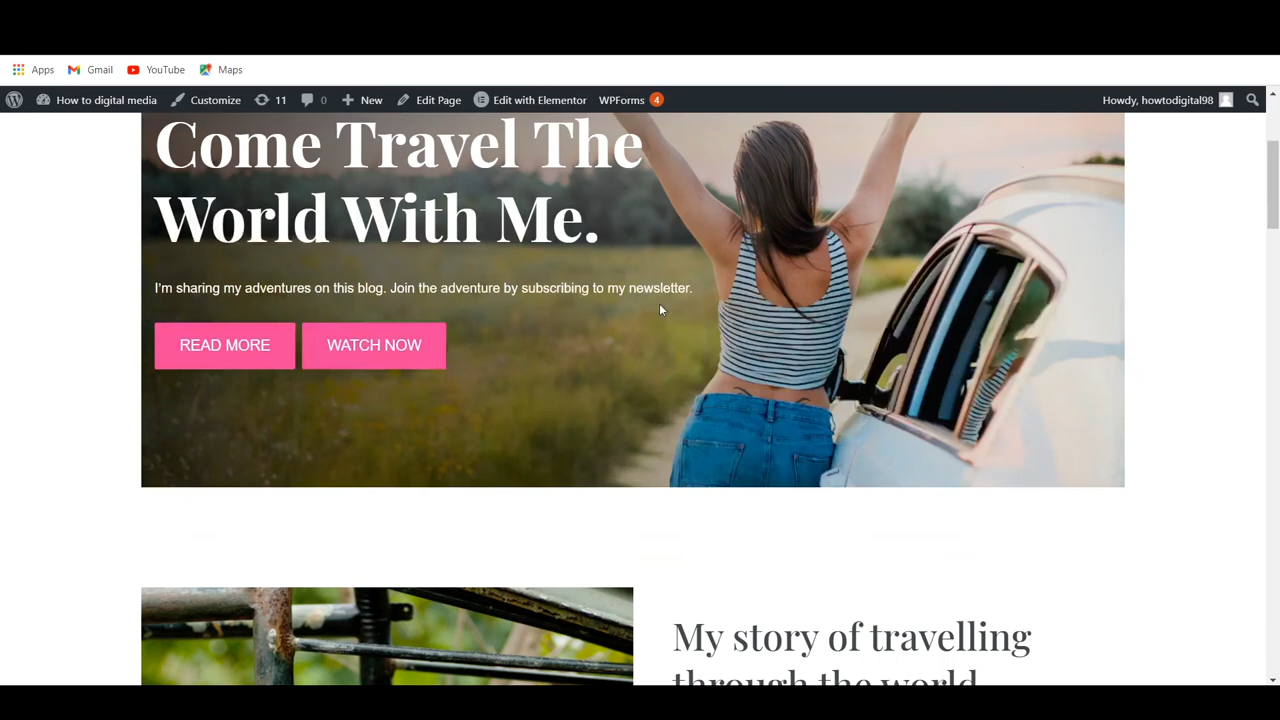 Apps Gmail YouTube Maps
How to digital media Customize 11 0 New Edit Page Edit with Elementor WPForms 4 Howdy, howtodigital98
Come Travel The
World With Me.
I'm sharing my adventures on this blog. Join the adventure by subscribing to my newsletter.
READ MORE WATCH NOW
My story of travelling
through the world